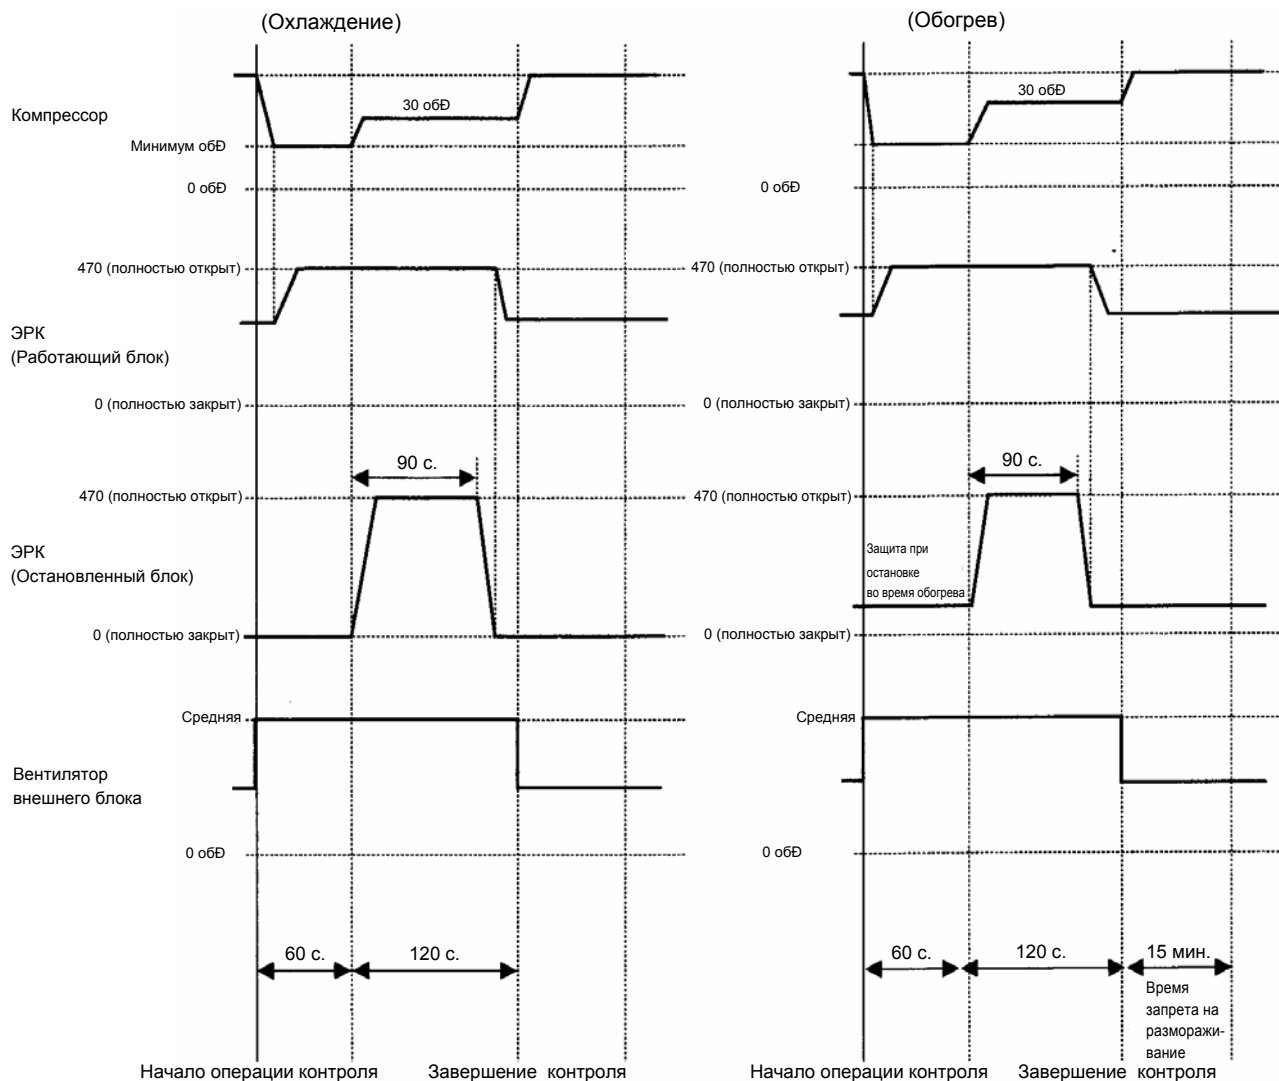 (Охлаждение)
(Обогрев)
Компрессор
30 обÐ
Минимум обÐ
0 обÐ
30 обÐ
0 обÐ
470 (полностью открыт)
470 (полностью открыт)
ЭРК
(Работающий блок)
0 (полностью закрыт)
0 (полностью закрыт)
90 с.
90 с.
470 (полностью открыт)
470 (полностью открыт)
ЭРК
(Остановленный блок)
Защита при
остановке
во время обогрева
0 (полностью закрыт)
0 (полностью закрыт)
Средняя
Средняя
Вентилятор
внешнего блока
0 обÐ
0 обÐ
60 с.
120 с.
60 с.
120 с.
15 мин.
Время
запрета на
разморажи-
вание
Начало операции контроля
Завершение контроля
Начало операции контроля
Завершение контроля